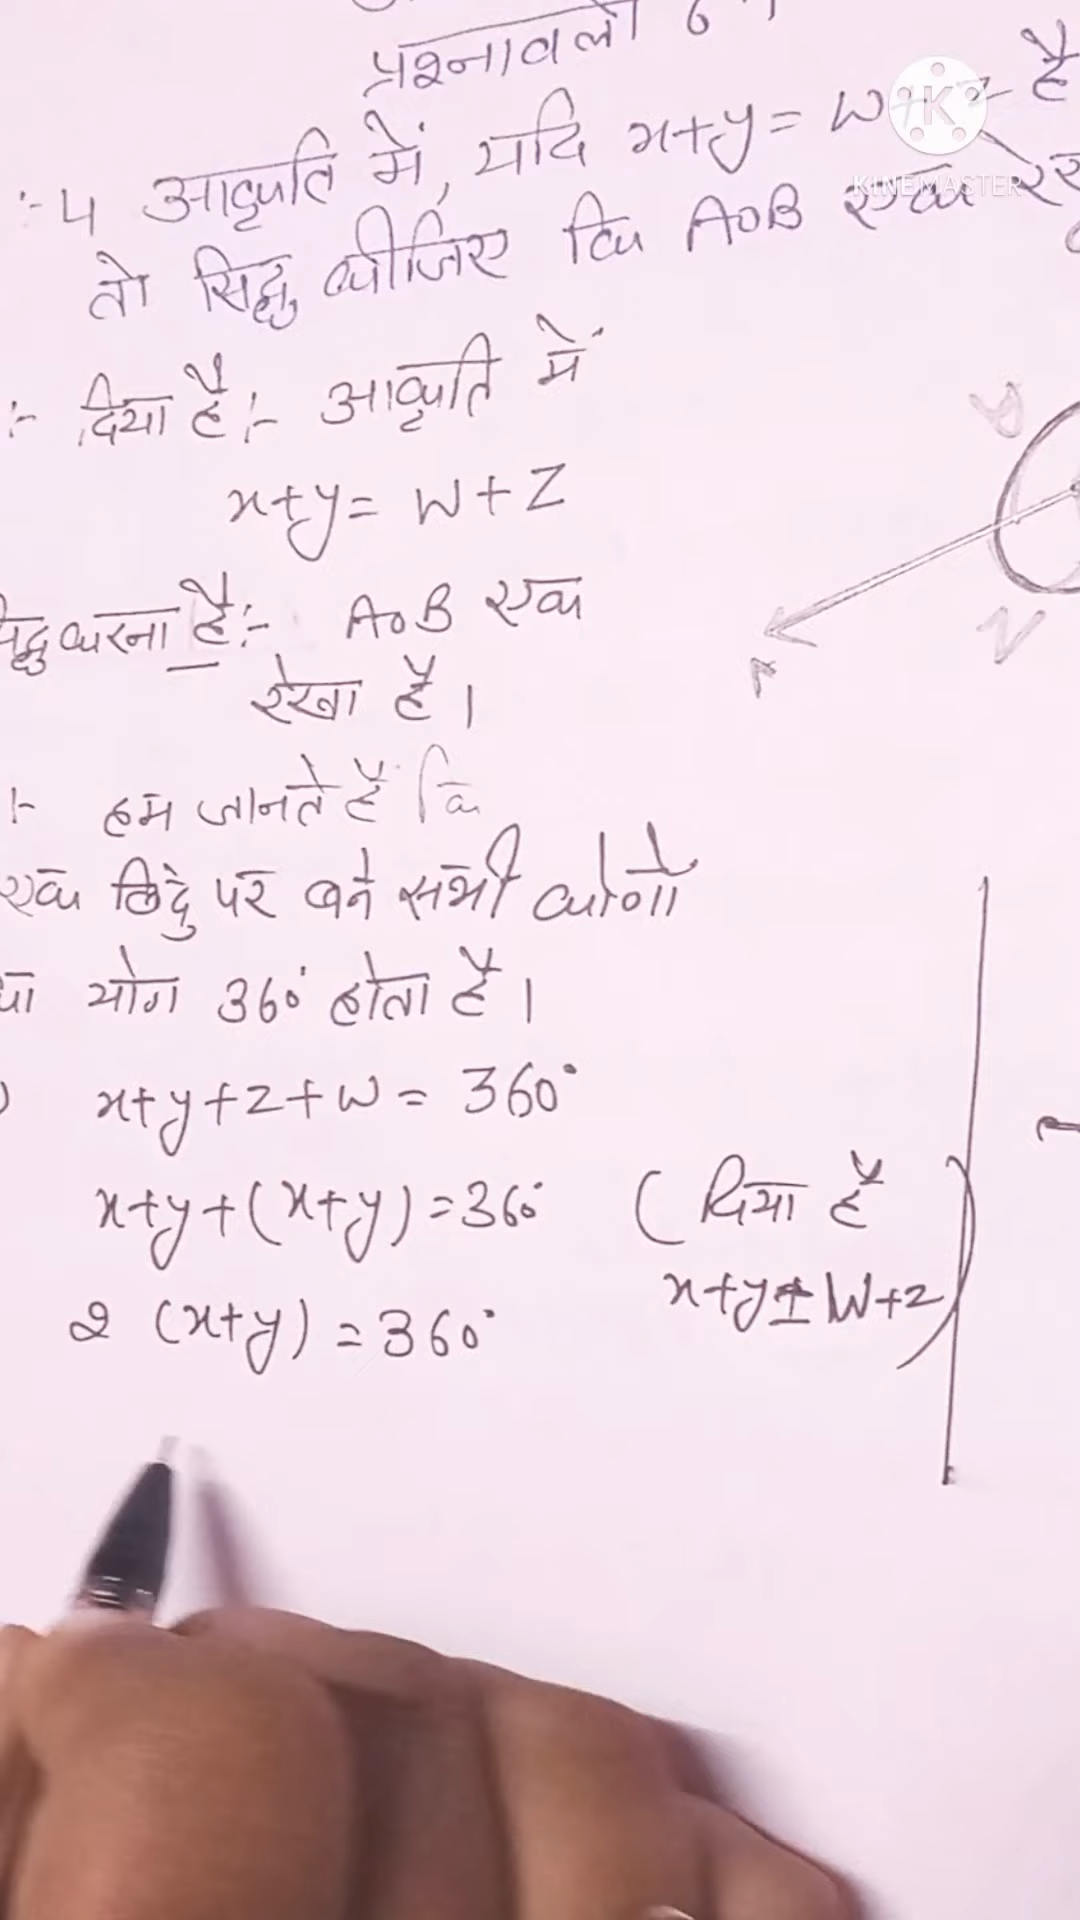 प्रश्नावली 6
:- 4 आकृति में, यदि x+y= W+z है
KINEMASTER
तो सिद्ध कीजिए कि AOB एक
:- दिया है:- आकृति में
x+y= W+Z
सिद्ध करना है:- AOB एक
रेखा है।
:- हम जानते हैं कि
एक बिंदु पर बने सभी कोणों
का योग 360° होता है।
x+y+z+w= 360°
x+y+(x+y)=360° (दिया है
x+y= W+z)
2 (x+y)=360°